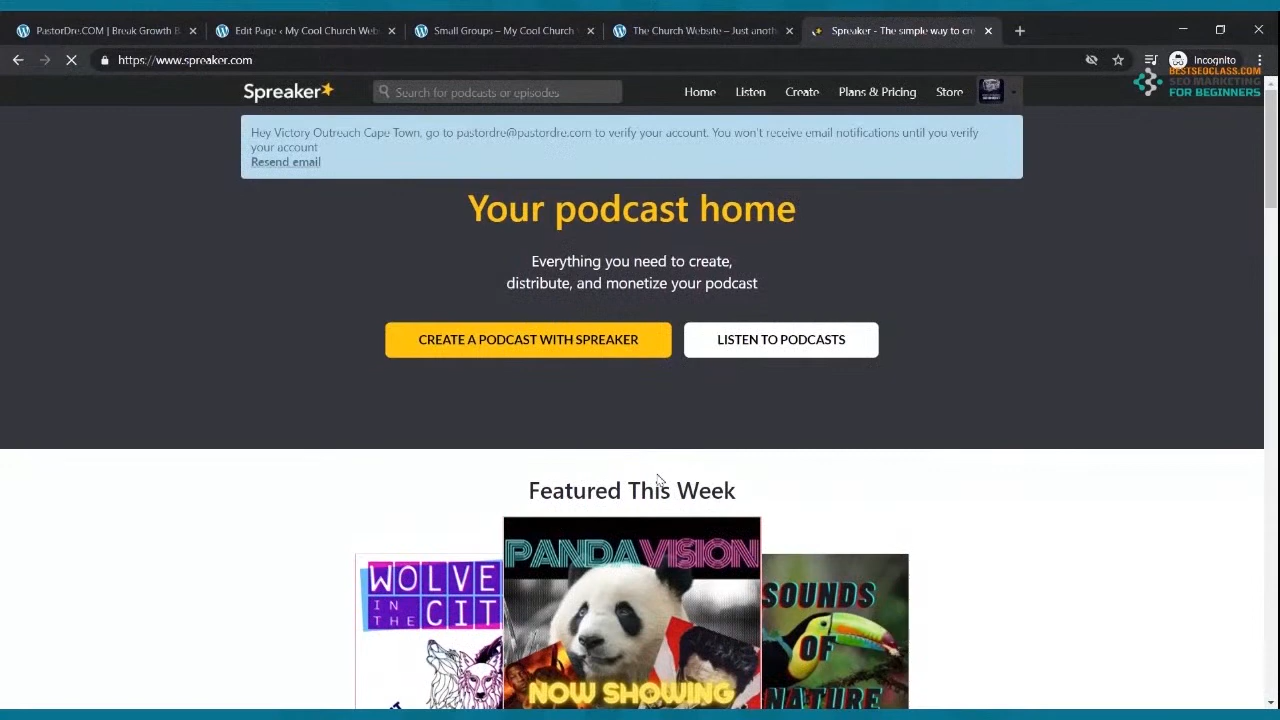 PastorDre.COM | Break Growth B
Edit Page ‹ My Cool Church Web
Small Groups – My Cool Church
The Church Website – Just anoth
Spreaker - The simple way to cre
https://www.spreaker.com
Incognito
BESTSEOCLASS.COM
SEO MARKETING
FOR BEGINNERS
Spreaker
Search for podcasts or episodes
Home
Listen
Create
Plans & Pricing
Store
Hey Victory Outreach Cape Town, go to pastordre@pastordre.com to verify your account. You won't receive email notifications until you verify
your account
Resend email
Your podcast home
Everything you need to create,
distribute, and monetize your podcast
CREATE A PODCAST WITH SPREAKER
LISTEN TO PODCASTS
Featured This Week
WOLVE
IN THE CIT
PANDAVISION
NOW SHOWING
SOUNDS
OF
NATURE